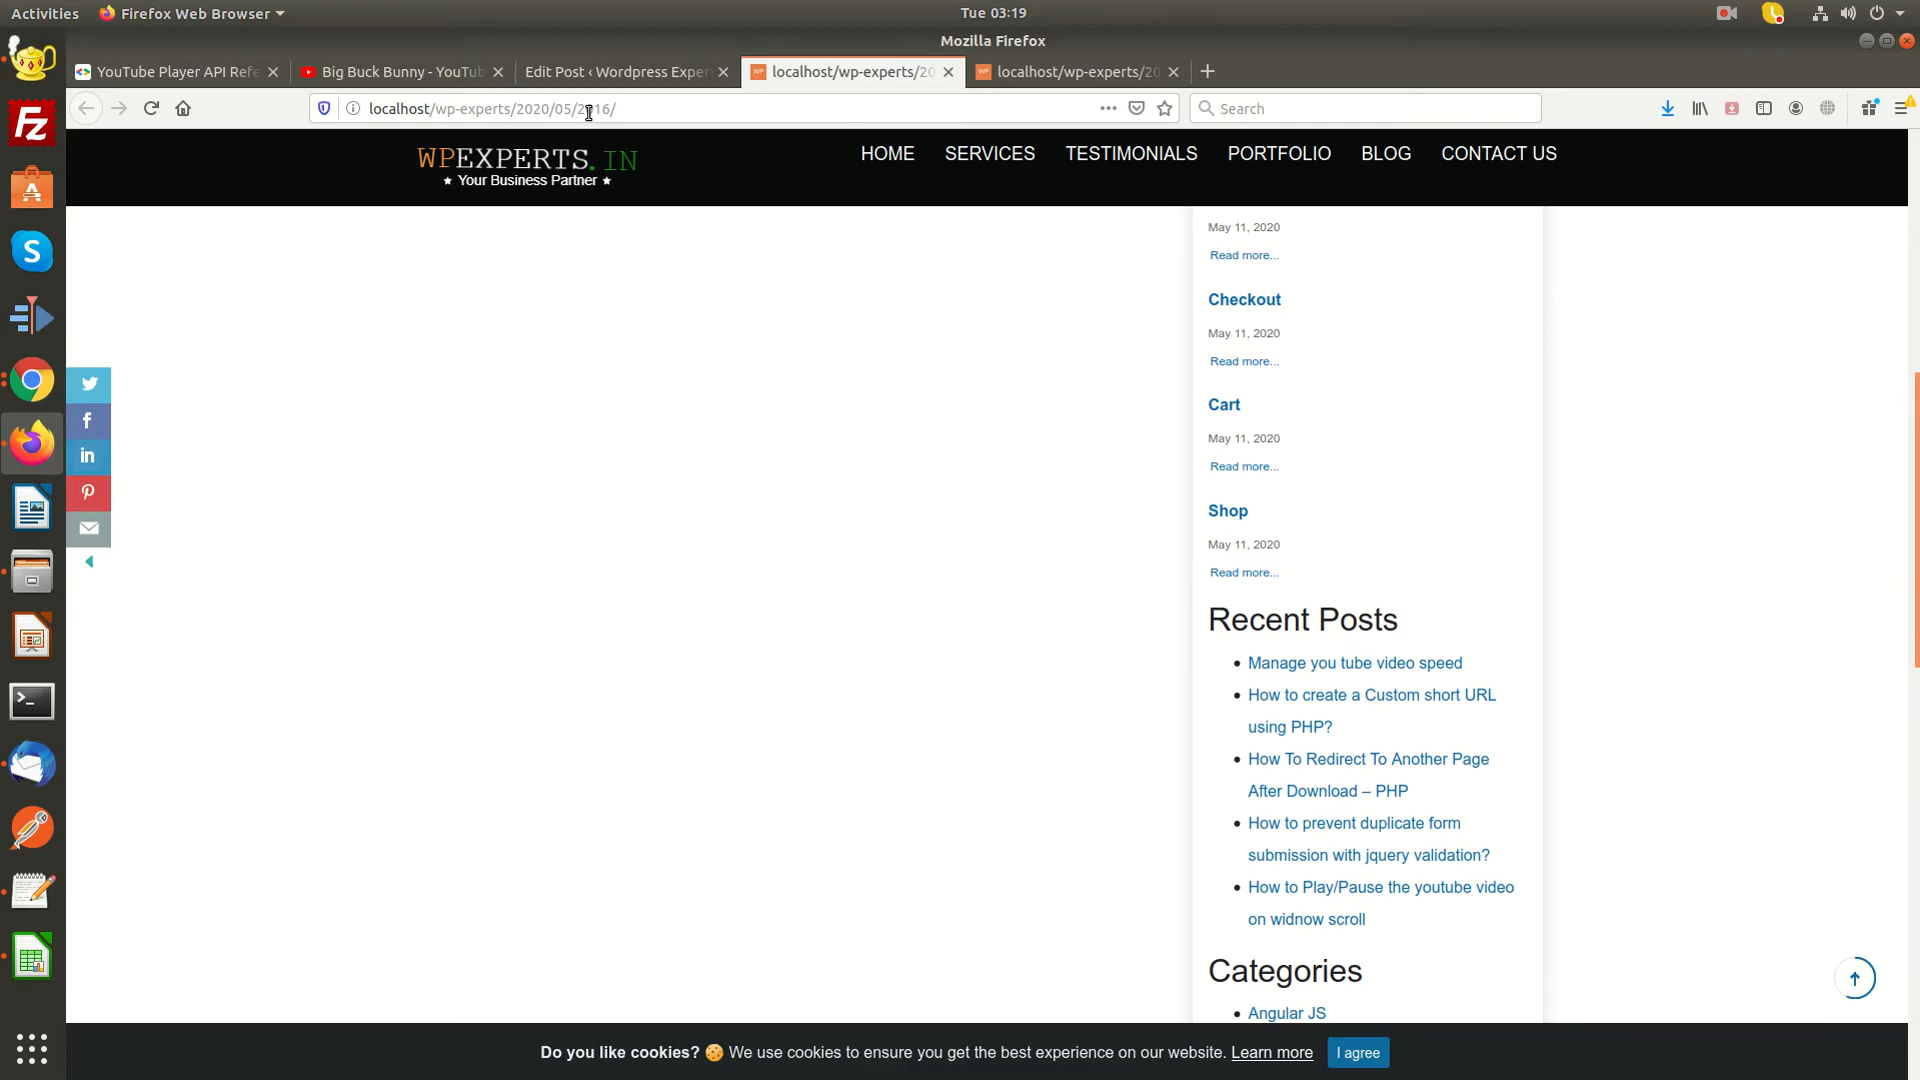 Activities
Firefox Web Browser
Tue 03:19
Mozilla Firefox
YouTube Player API Refe
Big Buck Bunny - YouTub
Edit Post ‹ Wordpress Exper
localhost/wp-experts/20
localhost/wp-experts/20
localhost/wp-experts/2020/05/2916/
Search
WPEXPERTS.IN
★ Your Business Partner ★
HOME
SERVICES
TESTIMONIALS
PORTFOLIO
BLOG
CONTACT US
May 11, 2020
Read more...
Checkout
May 11, 2020
Read more...
Cart
May 11, 2020
Read more...
Shop
May 11, 2020
Read more...
Recent Posts
Manage you tube video speed
How to create a Custom short URL
using PHP?
How To Redirect To Another Page
After Download – PHP
How to prevent duplicate form
submission with jquery validation?
How to Play/Pause the youtube video
on widnow scroll
Categories
Angular JS
Do you like cookies? 🍪 We use cookies to ensure you get the best experience on our website. Learn more
I agree